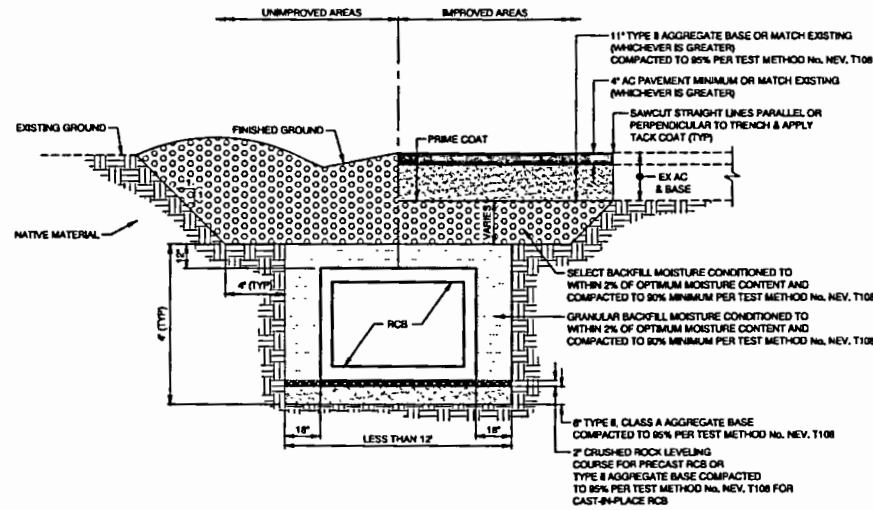 UNIMPROVED AREAS
IMPROVED AREAS
11" TYPE II AGGREGATE BASE OR MATCH EXISTING
(WHICHEVER IS GREATER)
COMPACTED TO 95% PER TEST METHOD No. NEV. T108
4" AC PAVEMENT MINIMUM OR MATCH EXISTING
(WHICHEVER IS GREATER)
SAWCUT STRAIGHT LINES PARALLEL OR
PERPENDICULAR TO TRENCH & APPLY
TACK COAT (TYP)
EXISTING GROUND
FINISHED GROUND
PRIME COAT
EX AC
& BASE
1
NATIVE MATERIAL
VARIES
12"
4" (TYP)
4' (TYP)
RCB
SELECT BACKFILL MOISTURE CONDITIONED TO
WITHIN 2% OF OPTIMUM MOISTURE CONTENT AND
COMPACTED TO 90% MINIMUM PER TEST METHOD No. NEV. T108
GRANULAR BACKFILL MOISTURE CONDITIONED TO
WITHIN 2% OF OPTIMUM MOISTURE CONTENT AND
COMPACTED TO 90% MINIMUM PER TEST METHOD No. NEV. T108
18"
18"
LESS THAN 12'
8" TYPE II, CLASS A AGGREGATE BASE
COMPACTED TO 95% PER TEST METHOD No. NEV. T108
2" CRUSHED ROCK LEVELING
COURSE FOR PRECAST RCB OR
TYPE II AGGREGATE BASE COMPACTED
TO 95% PER TEST METHOD No. NEV. T108 FOR
CAST-IN-PLACE RCB